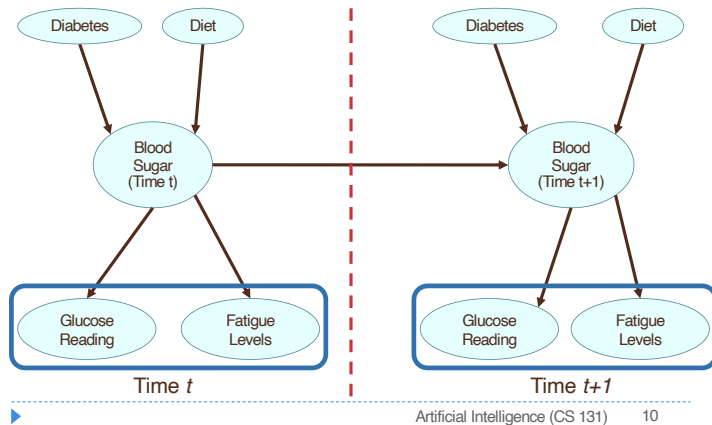 Diabetes
Diet
Diabetes
Diet
Blood
Sugar
(Time t)
Blood
Sugar
(Time t+1)
Glucose
Reading
Fatigue
Levels
Glucose
Reading
Fatigue
Levels
Time t
Time t+1
Artificial Intelligence (CS 131) 10